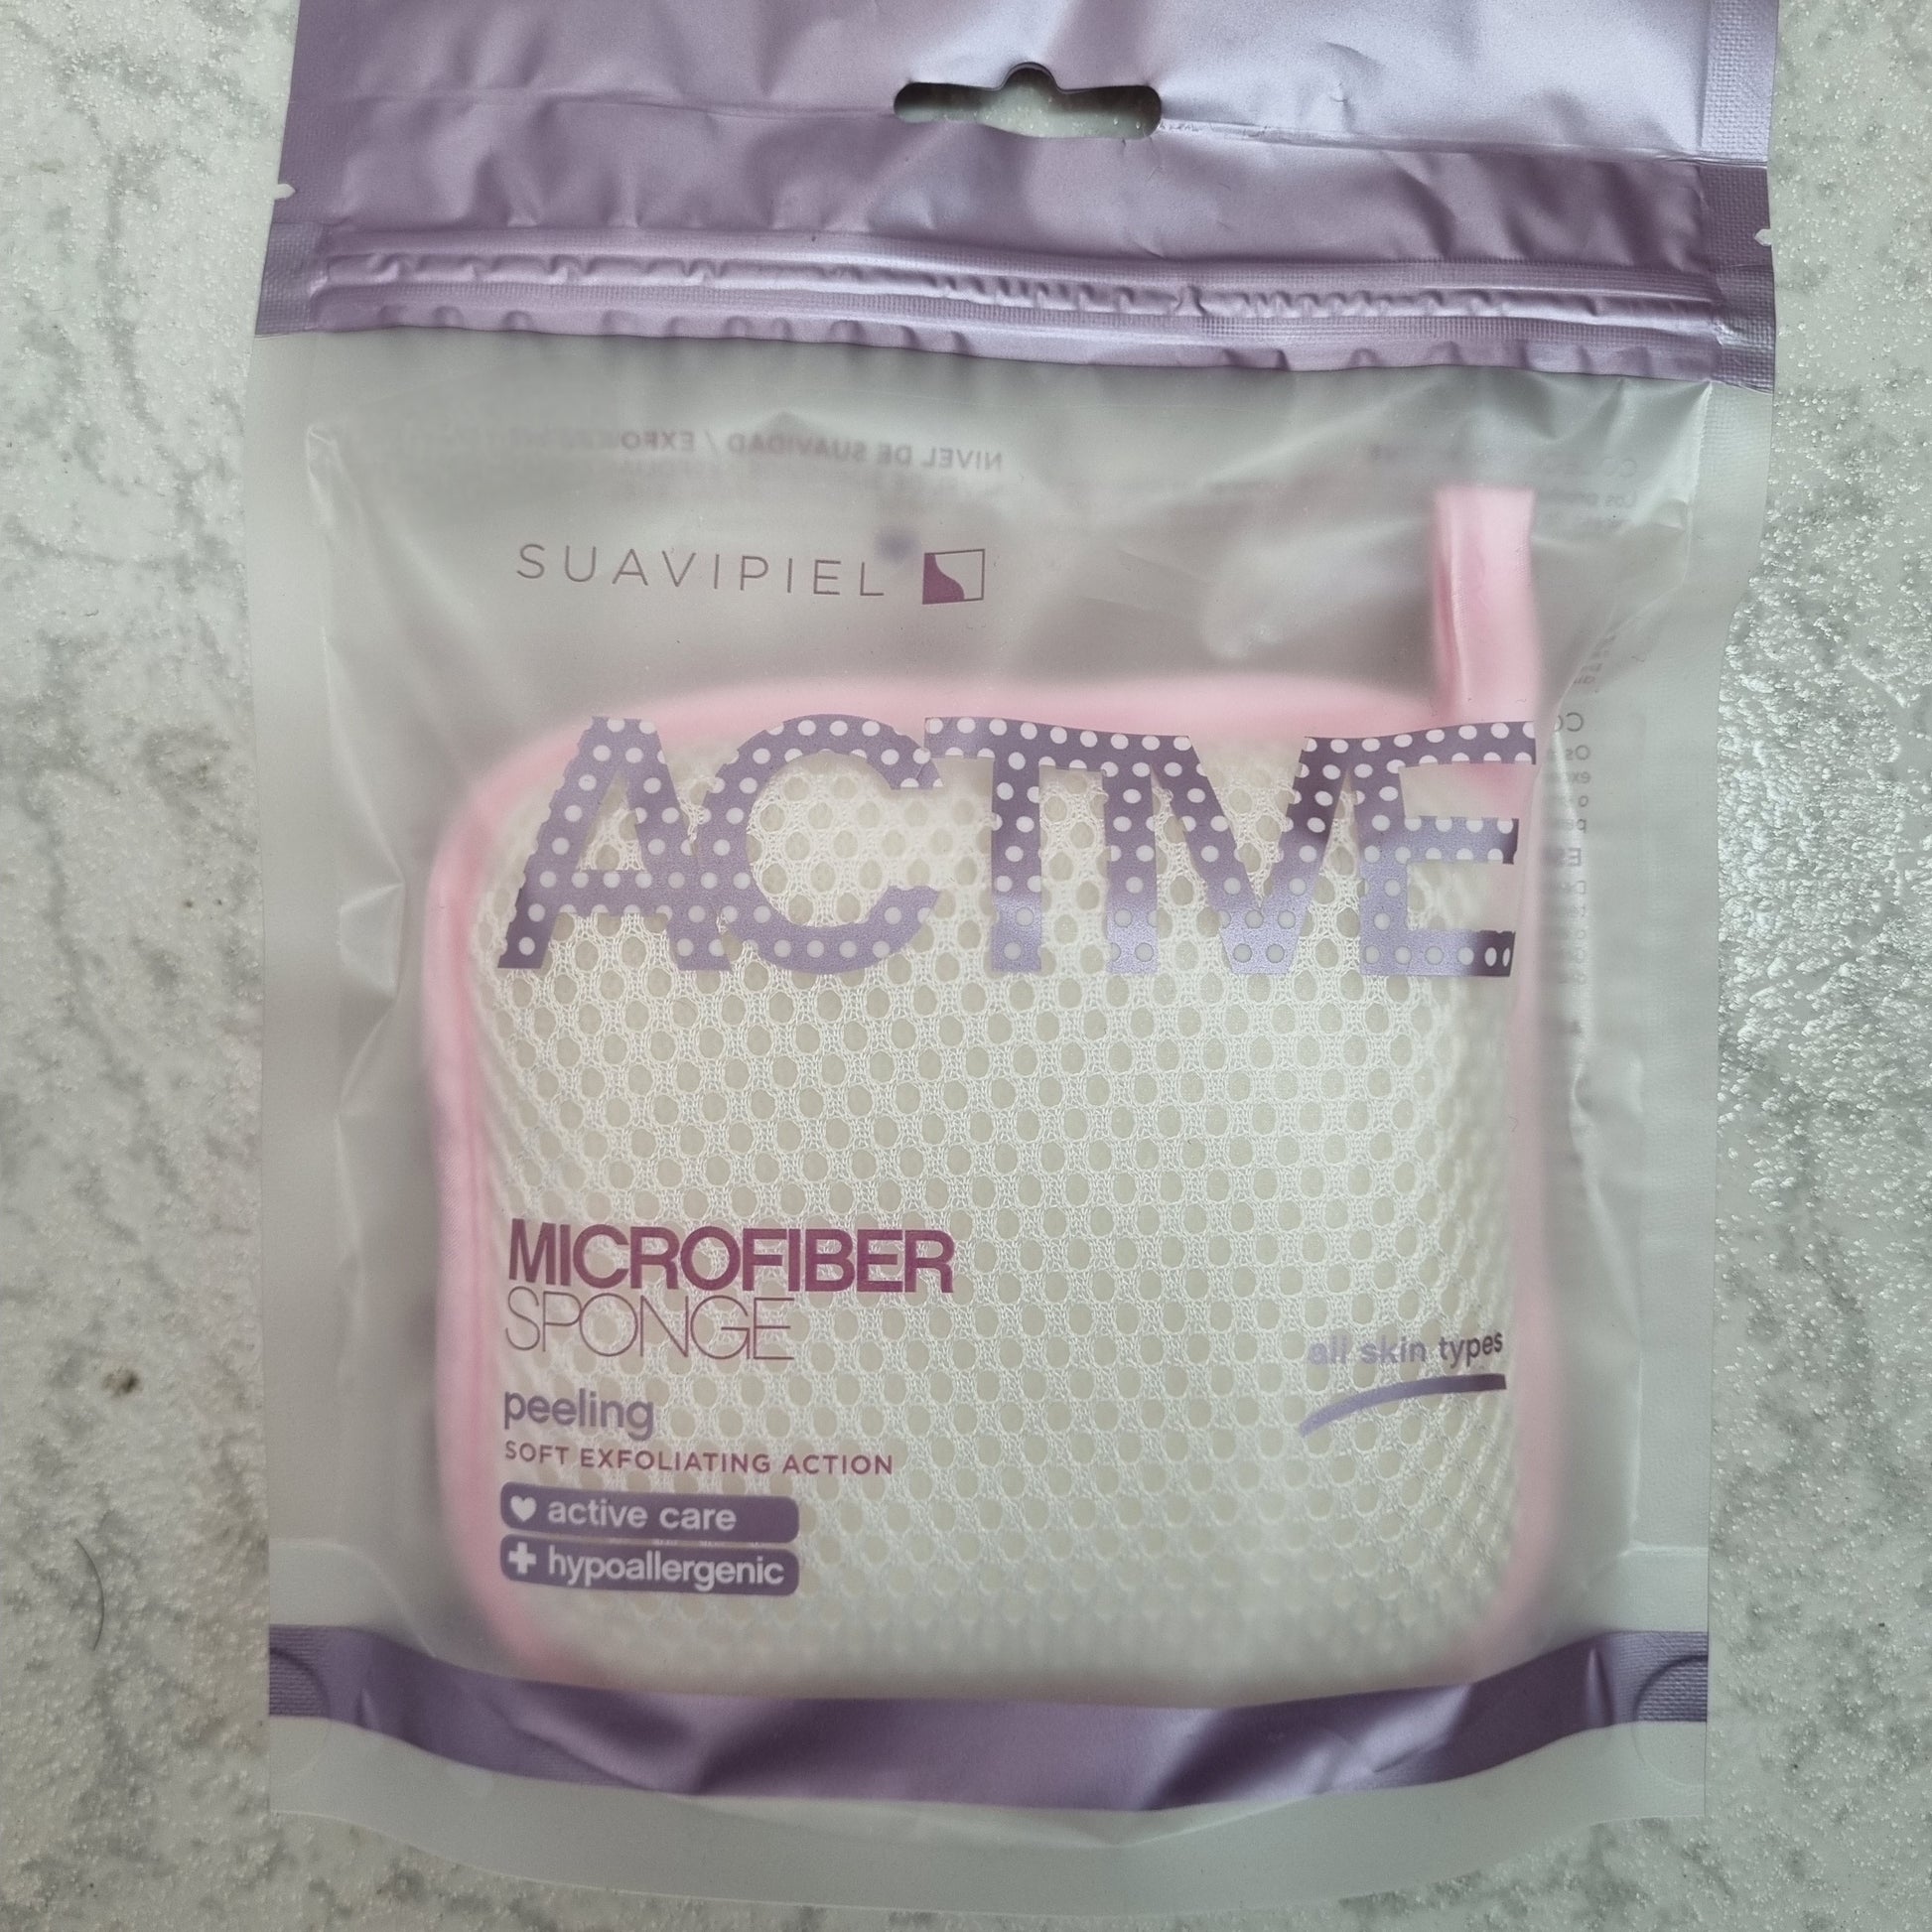 NIVEL DE SUAVIDAD / EXFO
SUAVIPIEL
ACTIVE
MICROFIBER
SPONGE
all skin types
peeling
SOFT EXFOLIATING ACTION
active care
hypoallergenic